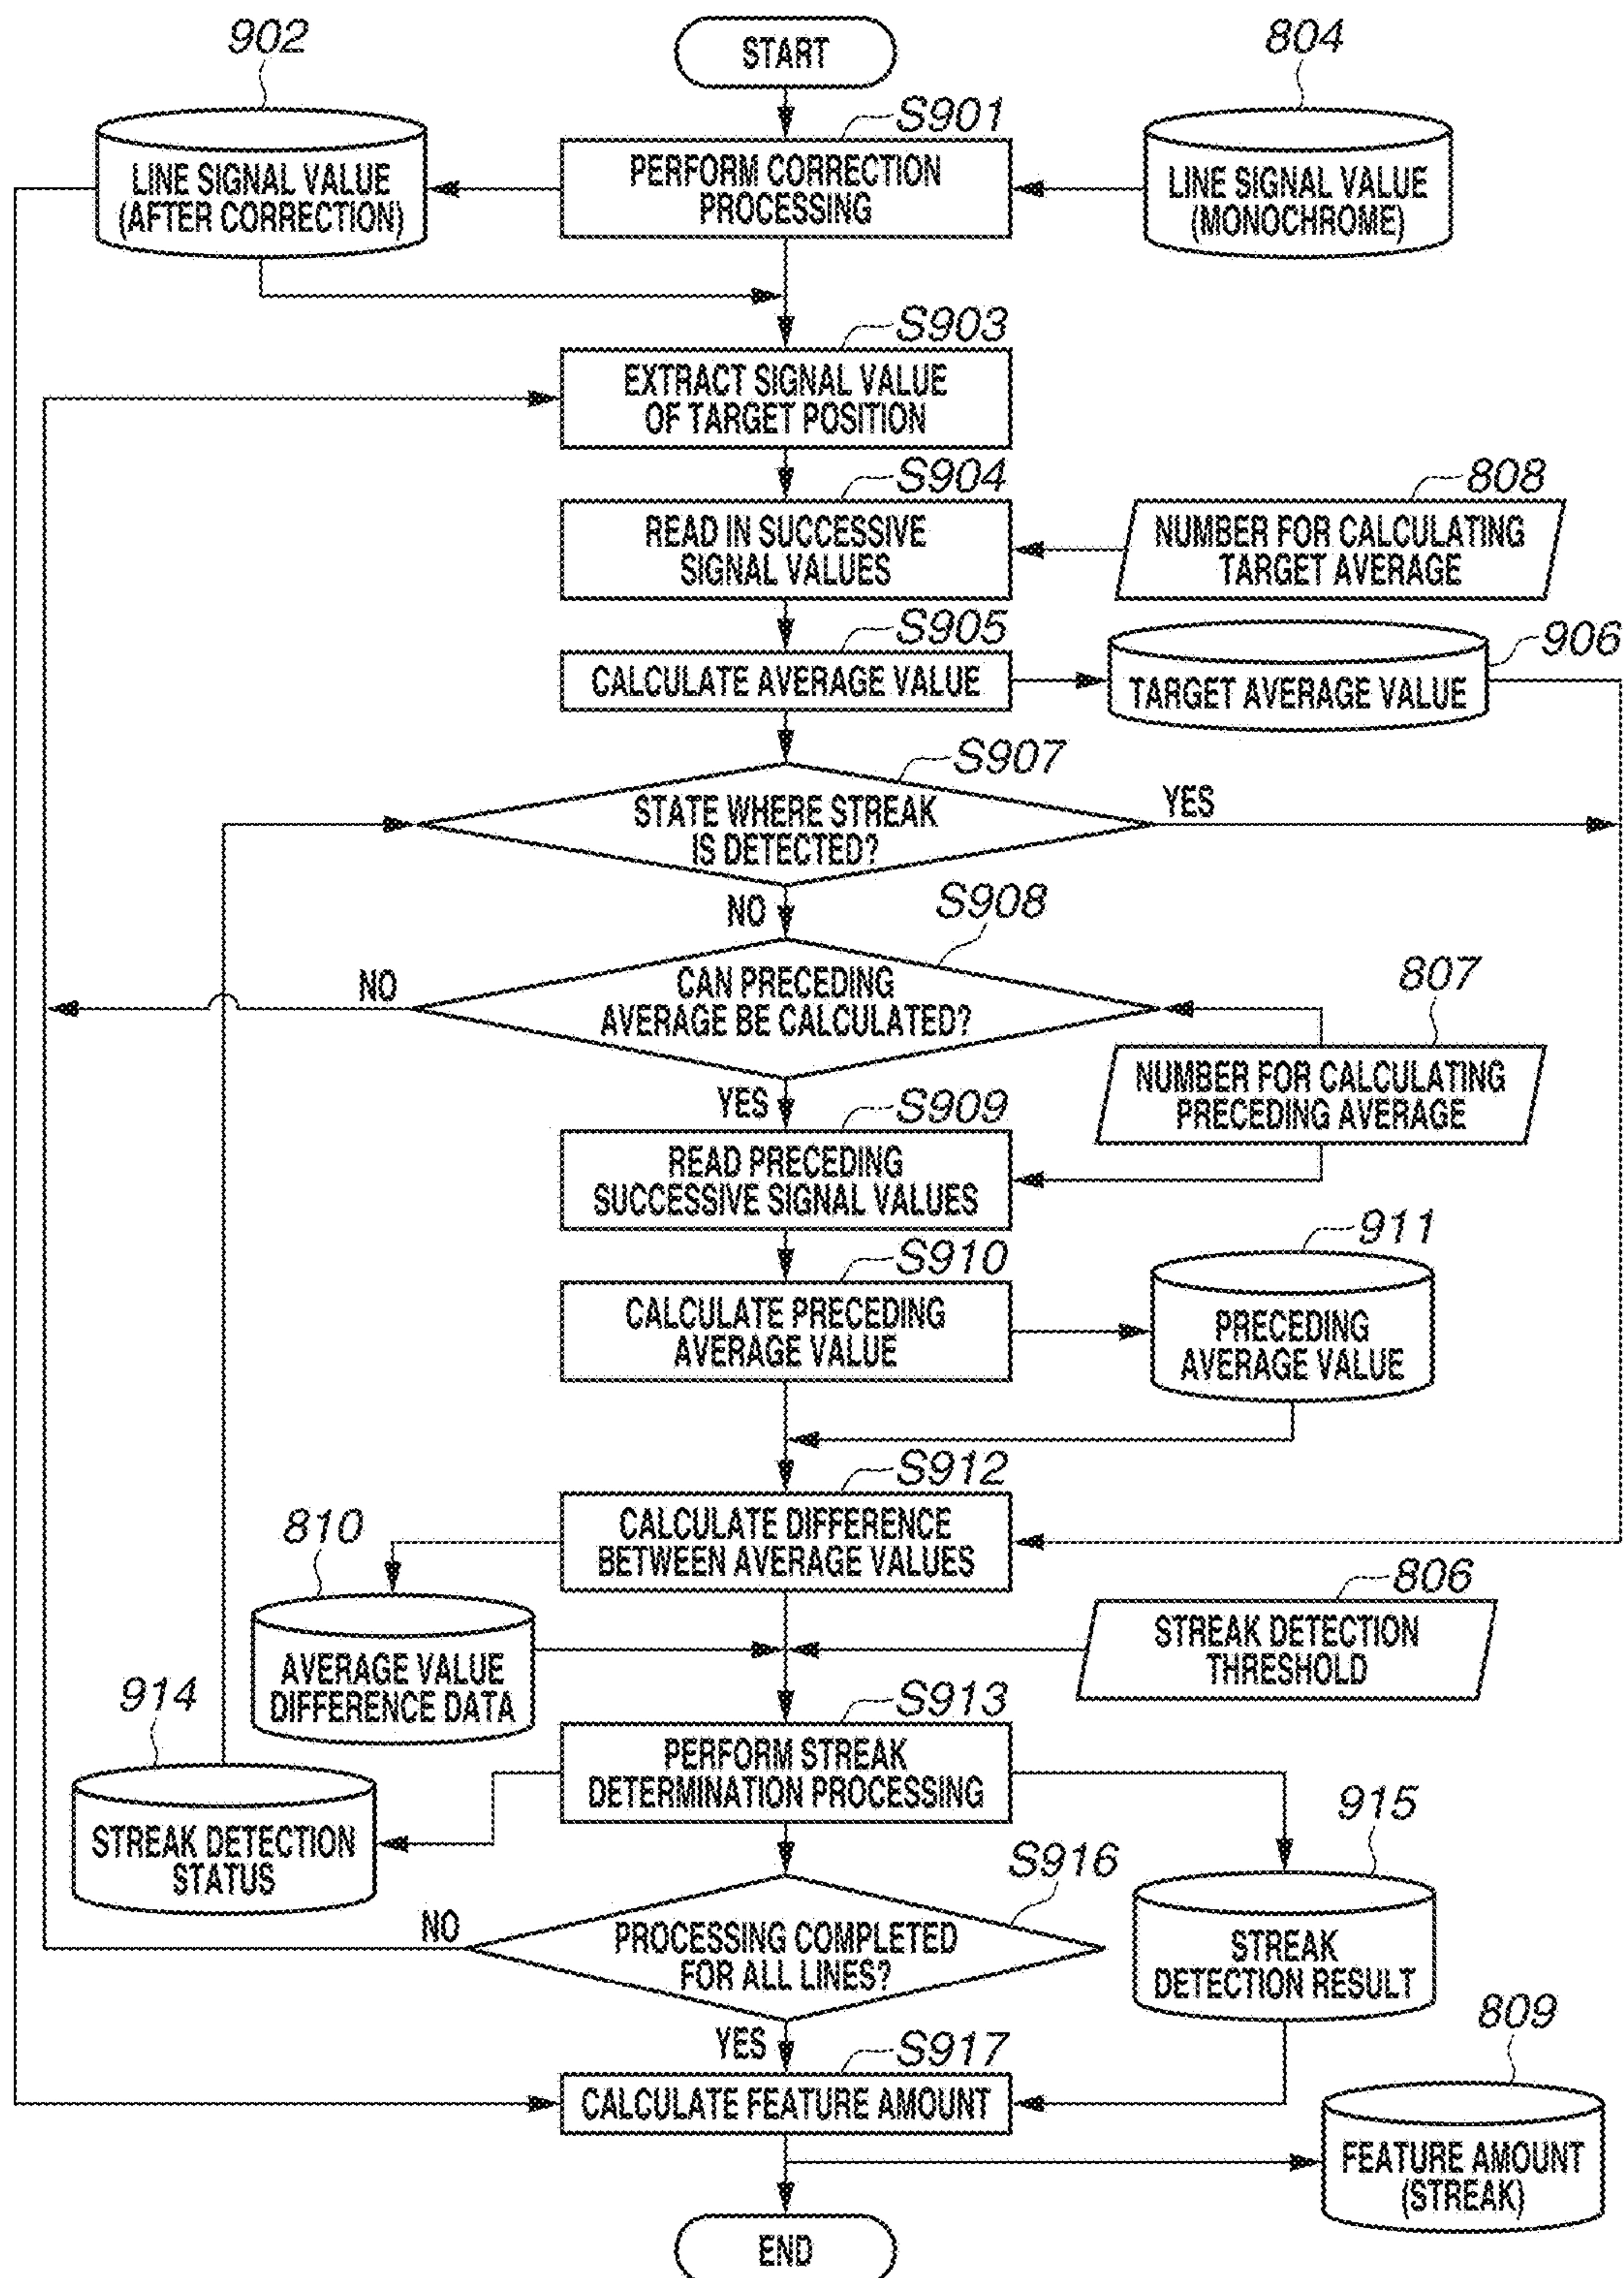 902
START
804
S901
LINE SIGNAL VALUE
(AFTER CORRECTION)
PERFORM CORRECTION
PROCESSING
LINE SIGNAL VALUE
(MONOCHROME)
S903
EXTRACT SIGNAL VALUE
OF TARGET POSITION
S904
808
READ IN SUCCESSIVE
SIGNAL VALUES
NUMBER FOR CALCULATING
TARGET AVERAGE
S905
906
CALCULATE AVERAGE VALUE
TARGET AVERAGE VALUE
S907
STATE WHERE STREAK
IS DETECTED?
YES
NO
S908
NO
CAN PRECEDING
AVERAGE BE CALCULATED?
807
YES
S909
NUMBER FOR CALCULATING
PRECEDING AVERAGE
READ PRECEDING
SUCCESSIVE SIGNAL VALUES
911
S910
CALCULATE PRECEDING
AVERAGE VALUE
PRECEDING
AVERAGE VALUE
S912
810
CALCULATE DIFFERENCE
BETWEEN AVERAGE VALUES
806
STREAK DETECTION
THRESHOLD
AVERAGE VALUE
DIFFERENCE DATA
914
S913
PERFORM STREAK
DETERMINATION PROCESSING
915
STREAK DETECTION
STATUS
S916
NO
PROCESSING COMPLETED
FOR ALL LINES?
STREAK
DETECTION RESULT
809
YES
S917
CALCULATE FEATURE AMOUNT
FEATURE AMOUNT
(STREAK)
END